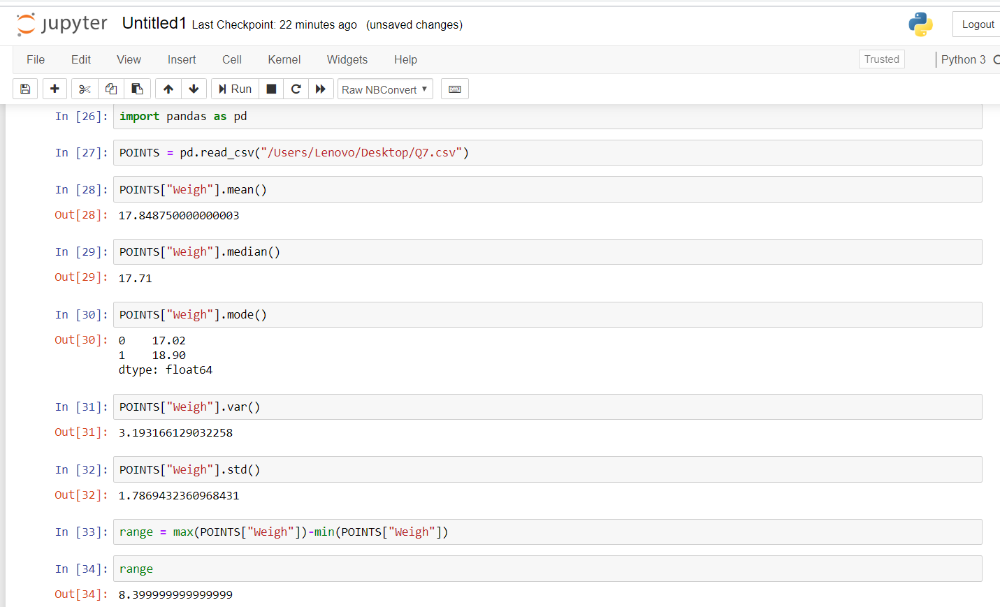 jupyter Untitled1 Last Checkpoint: 22 minutes ago (unsaved changes)
Logout
File Edit View Insert Cell Kernel Widgets Help
Trusted
Python 3
Run
Raw NBConvert
In [26]: import pandas as pd
In [27]: POINTS = pd.read_csv("/Users/Lenovo/Desktop/Q7.csv")
In [28]: POINTS["Weigh"].mean()
Out[28]: 17.848750000000003
In [29]: POINTS["Weigh"].median()
Out[29]: 17.71
In [30]: POINTS["Weigh"].mode()
Out[30]: 0    17.02
1    18.90
dtype: float64
In [31]: POINTS["Weigh"].var()
Out[31]: 3.193166129032258
In [32]: POINTS["Weigh"].std()
Out[32]: 1.7869432360968431
In [33]: range = max(POINTS["Weigh"])-min(POINTS["Weigh"])
In [34]: range
Out[34]: 8.399999999999999